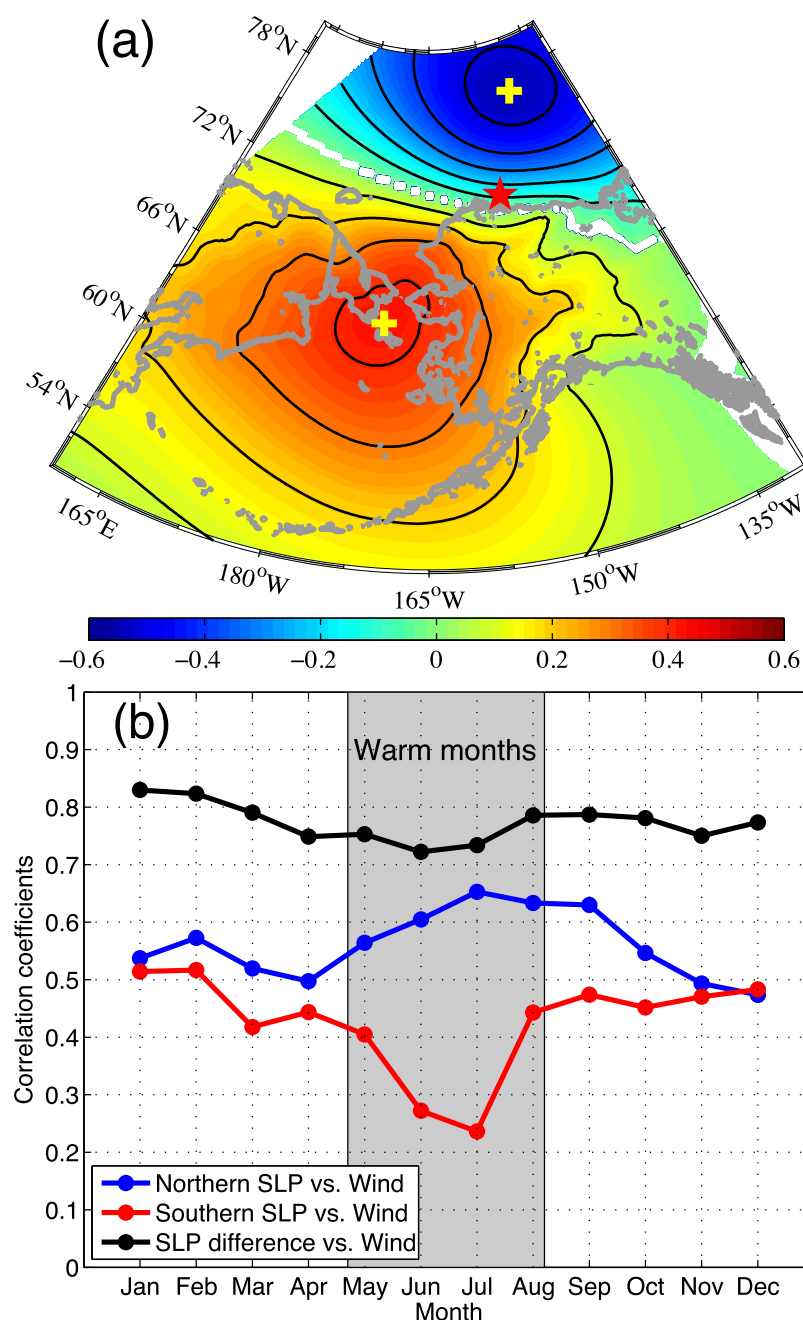 (a)
78°N
72°N
66°N
60°N
54°N
165°E
180°W
165°W
150°W
135°W
−0.6 −0.4 −0.2 0 0.2 0.4 0.6
(b)
Warm months
1
0.9
0.8
0.7
0.6
0.5
0.4
0.3
0.2
0.1
0
Correlation coefficients
Northern SLP vs. Wind
Southern SLP vs. Wind
SLP difference vs. Wind
Jan Feb Mar Apr May Jun Jul Aug Sep Oct Nov Dec
Month